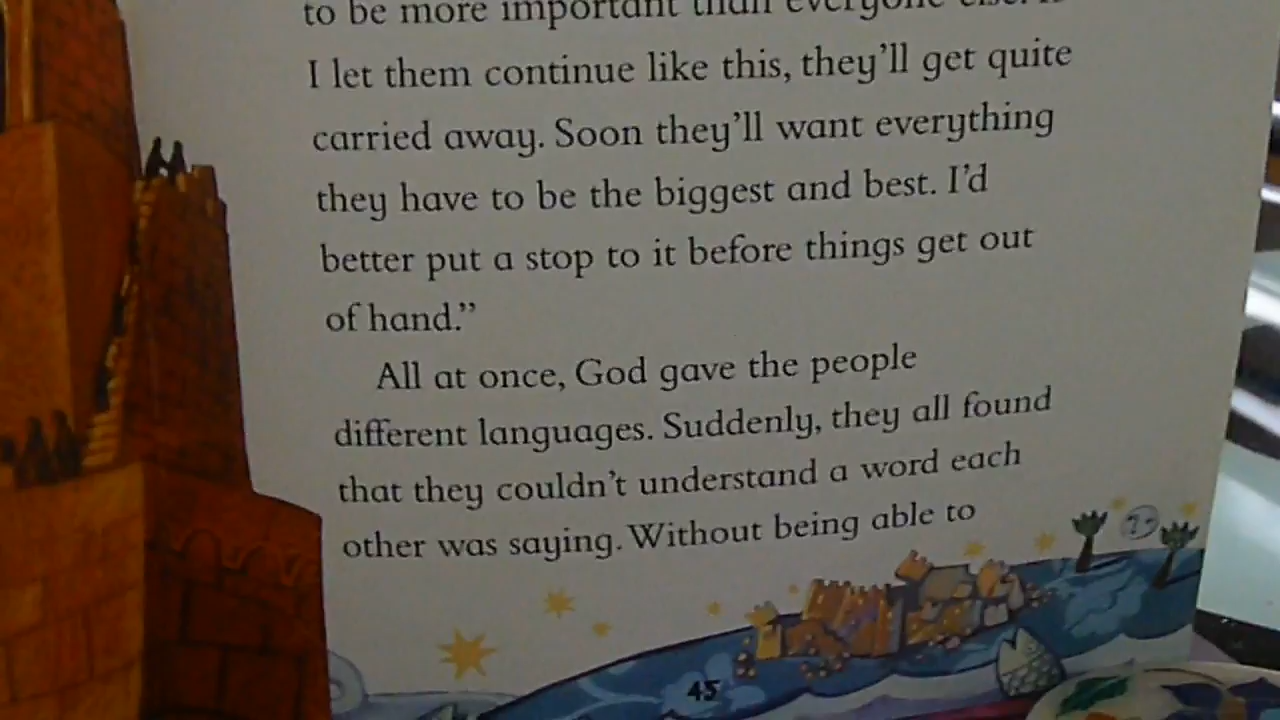 to be more important than everyone else. If
I let them continue like this, they'll get quite
carried away. Soon they'll want everything
they have to be the biggest and best. I'd
better put a stop to it before things get out
of hand.”
All at once, God gave the people
different languages. Suddenly, they all found
that they couldn't understand a word each
other was saying. Without being able to
45